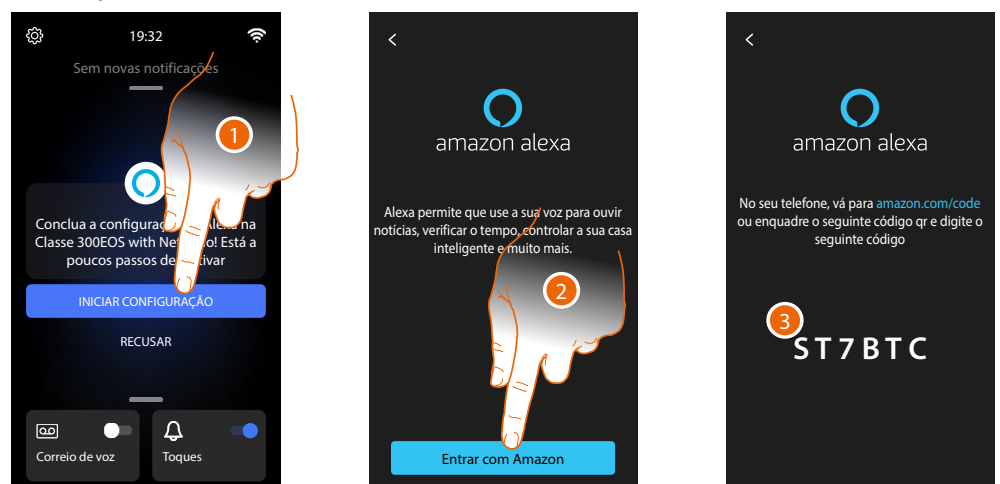 19:32
Sem novas notificações
1
Conclua a na
Classe 300EOS with Está a
poucos passos de
INICIAR CONFIGURAÇÃO
RECUSAR
Correio de voz
Toques
amazon alexa
Alexa permite que use a sua voz para ouvir
notícias, verificar o tempo, controlar a sua casa
inteligente e muito mais.
2
Entrar com Amazon
amazon alexa
No seu telefone, vá para amazon.com/code
ou enquadre o seguinte código qr e digite o
seguinte código
3
ST7BTC